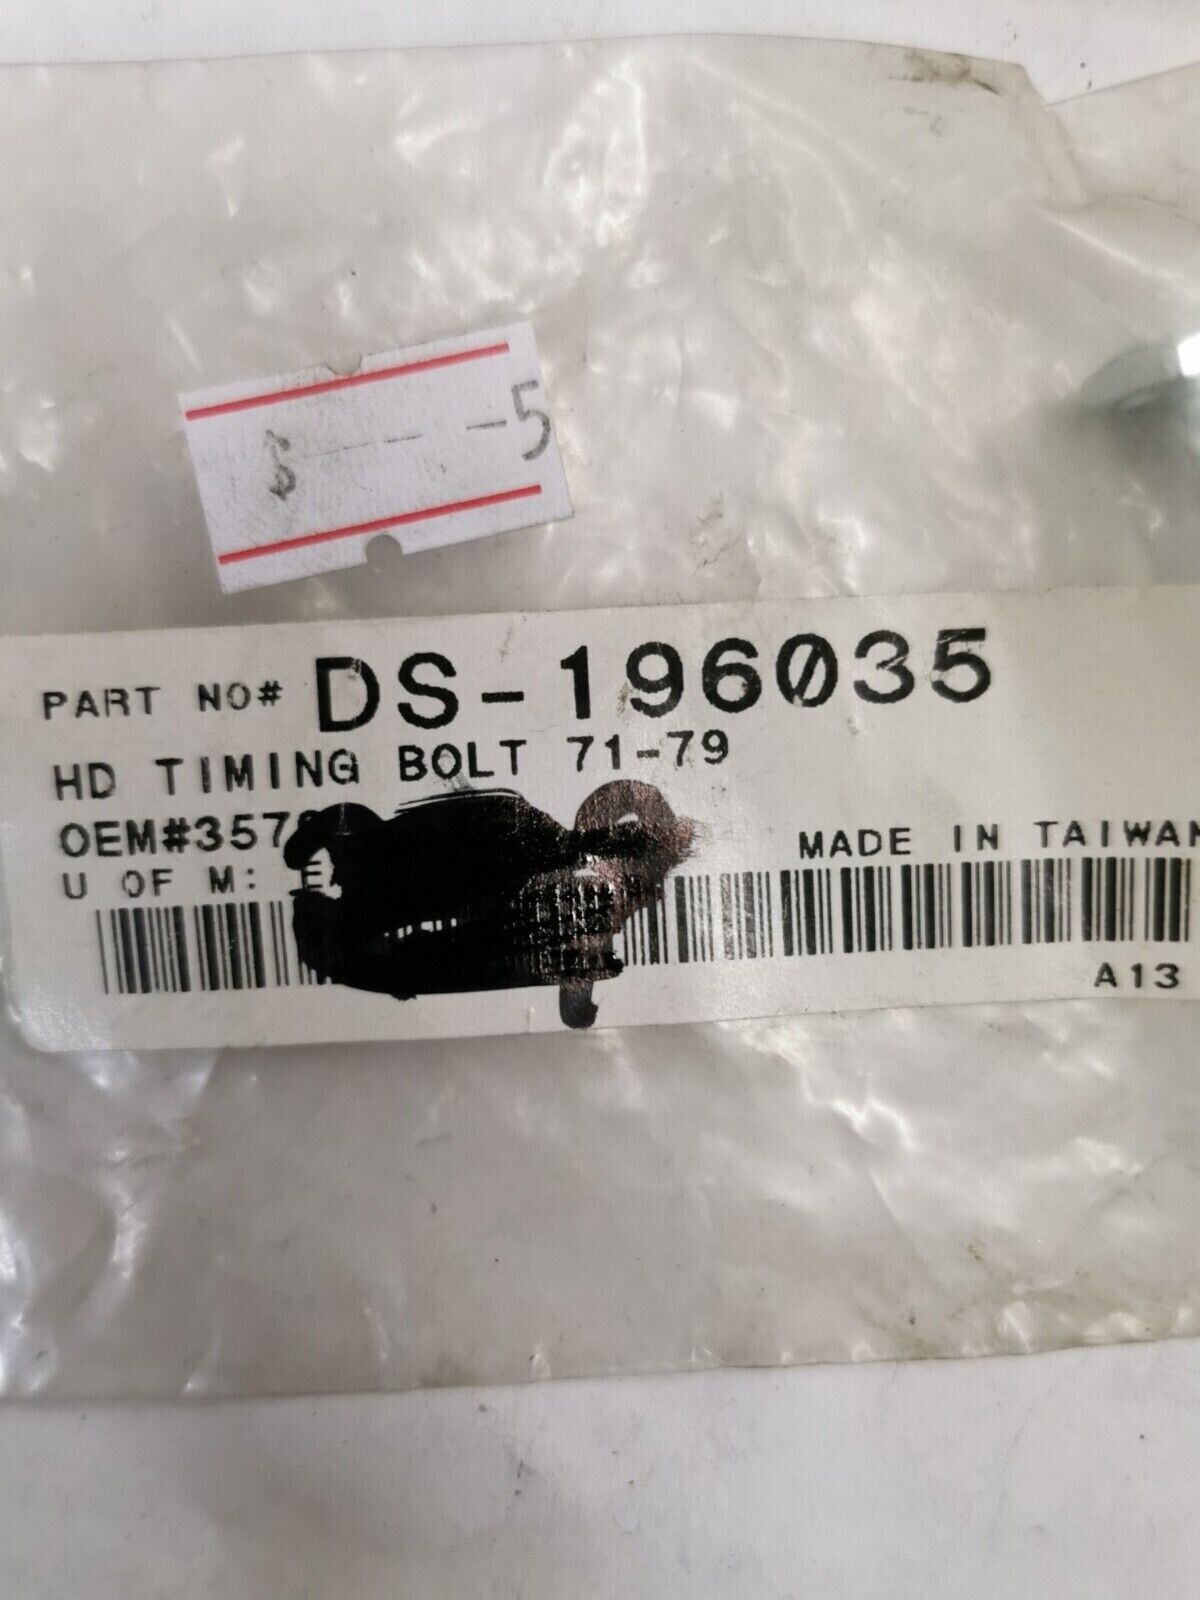 $ - - - - -5
PART NO# DS-196035
HD TIMING BOLT 71-79
OEM#357
U OF M:
MADE IN TAIWAN
A13